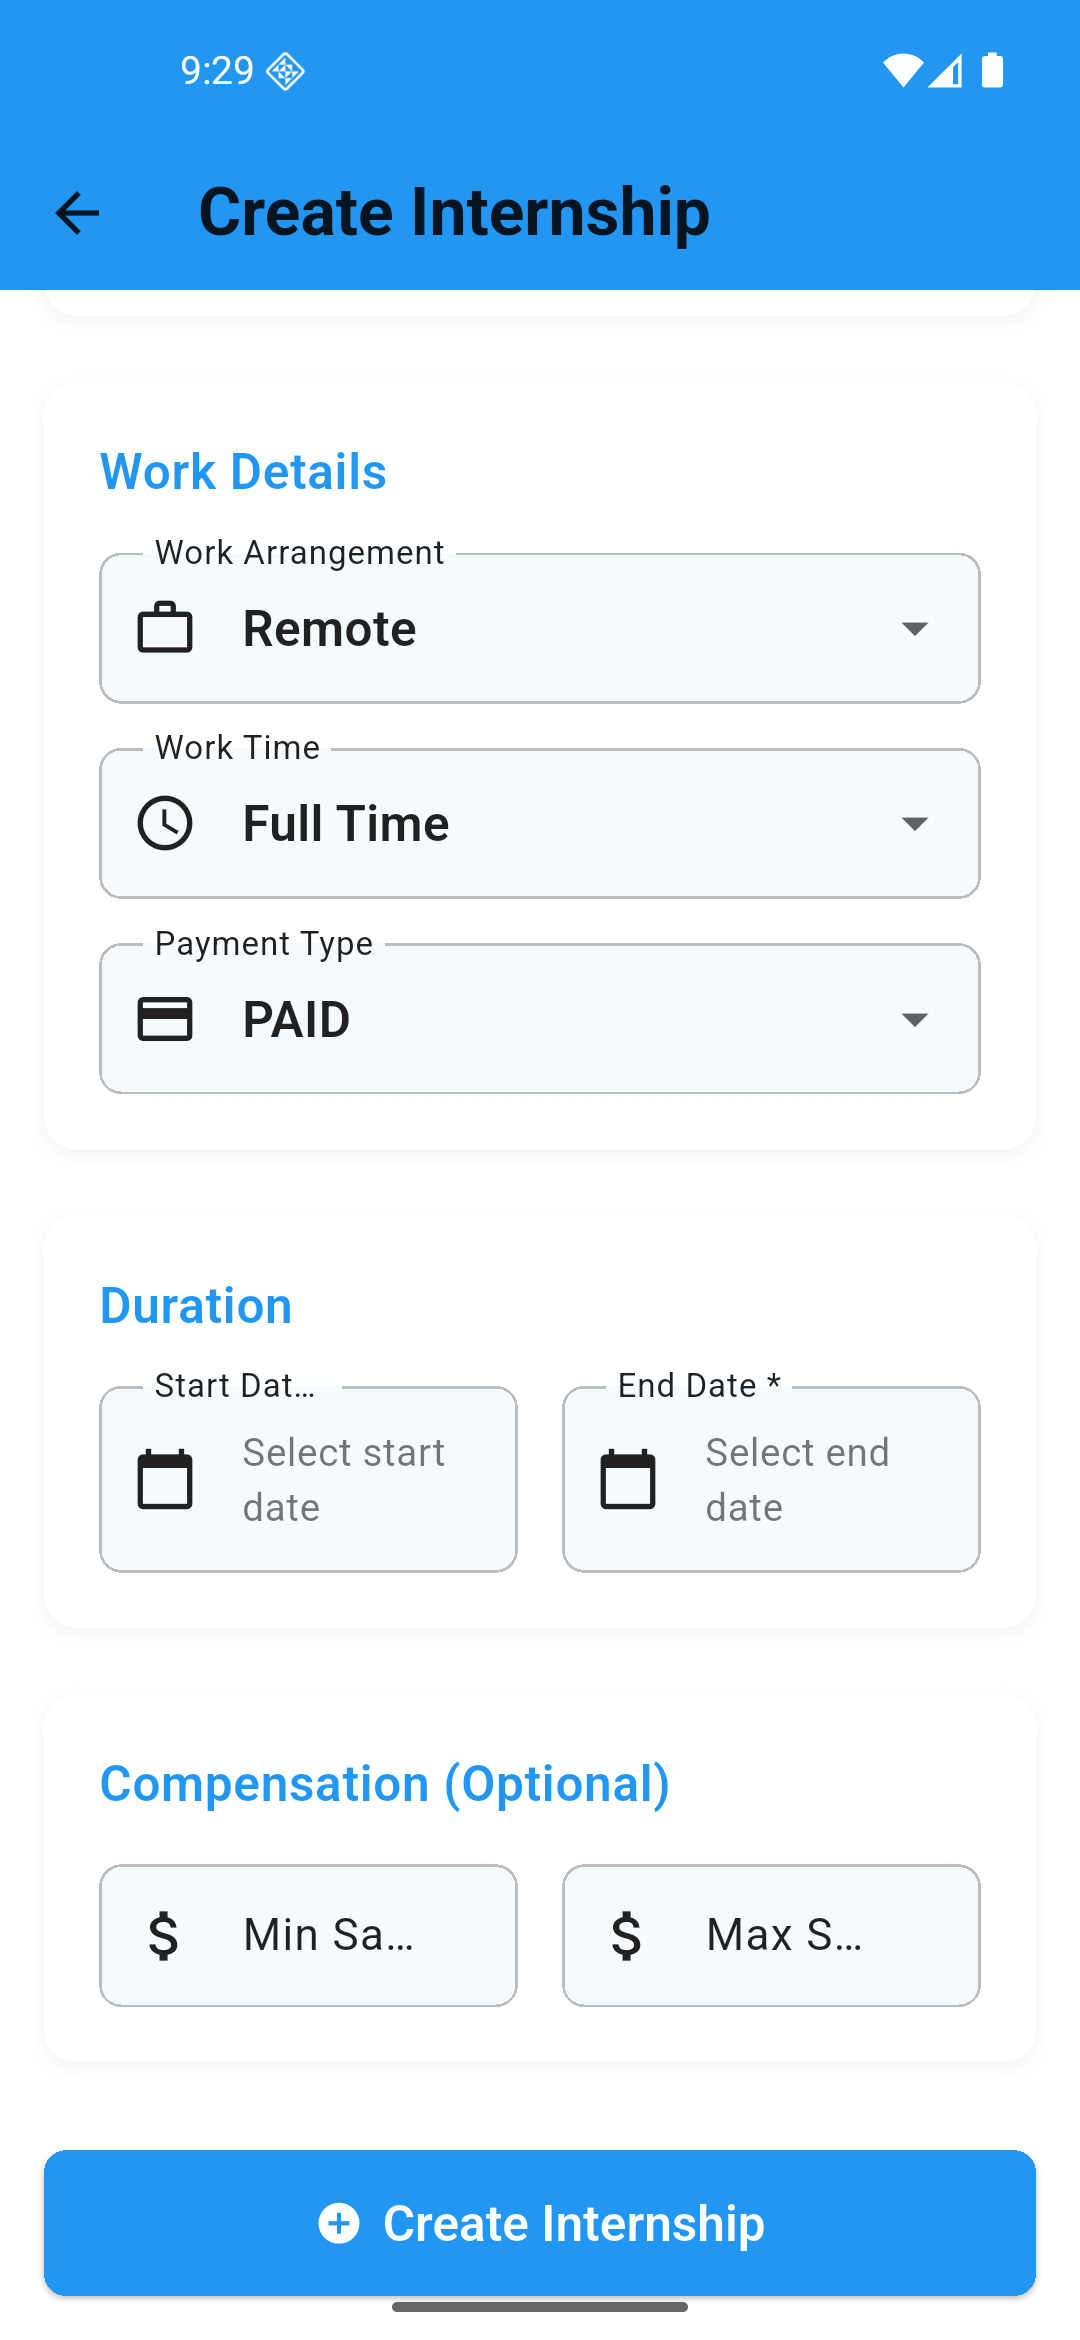 9:29
Create Internship
Work Details
Work Arrangement
Remote
Work Time
Full Time
Payment Type
PAID
Duration
Start Dat...
Select start
date
End Date *
Select end
date
Compensation (Optional)
$ Min Sa...
$ Max S...
Create Internship